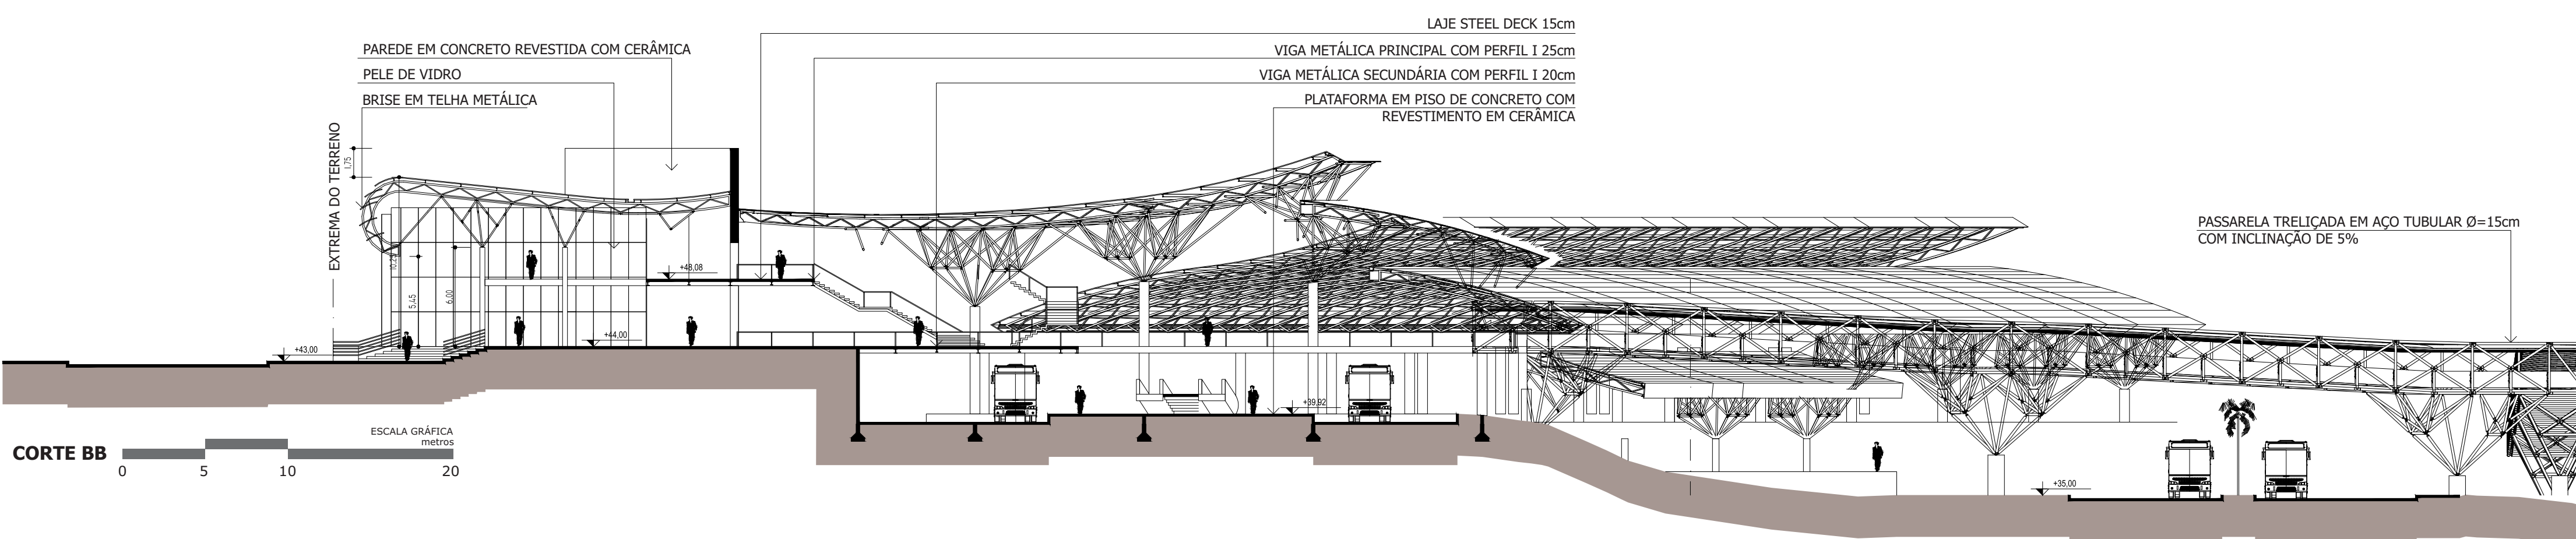 LAJE STEEL DECK 15cm
PAREDE EM CONCRETO REVESTIDA COM CERÂMICA
VIGA METÁLICA PRINCIPAL COM PERFIL I 25cm
PELE DE VIDRO
VIGA METÁLICA SECUNDÁRIA COM PERFIL I 20cm
BRISE EM TELHA METÁLICA
PLATAFORMA EM PISO DE CONCRETO COM
REVESTIMENTO EM CERÂMICA
EXTREMA DO TERRENO
1,75
PASSARELA TRELIÇADA EM AÇO TUBULAR Ø=15cm
COM INCLINAÇÃO DE 5%
+48,08
5,45
6,00
+44,00
+43,00
+39,92
+35,00
CORTE BB
ESCALA GRÁFICA
metros
0 5 10 20